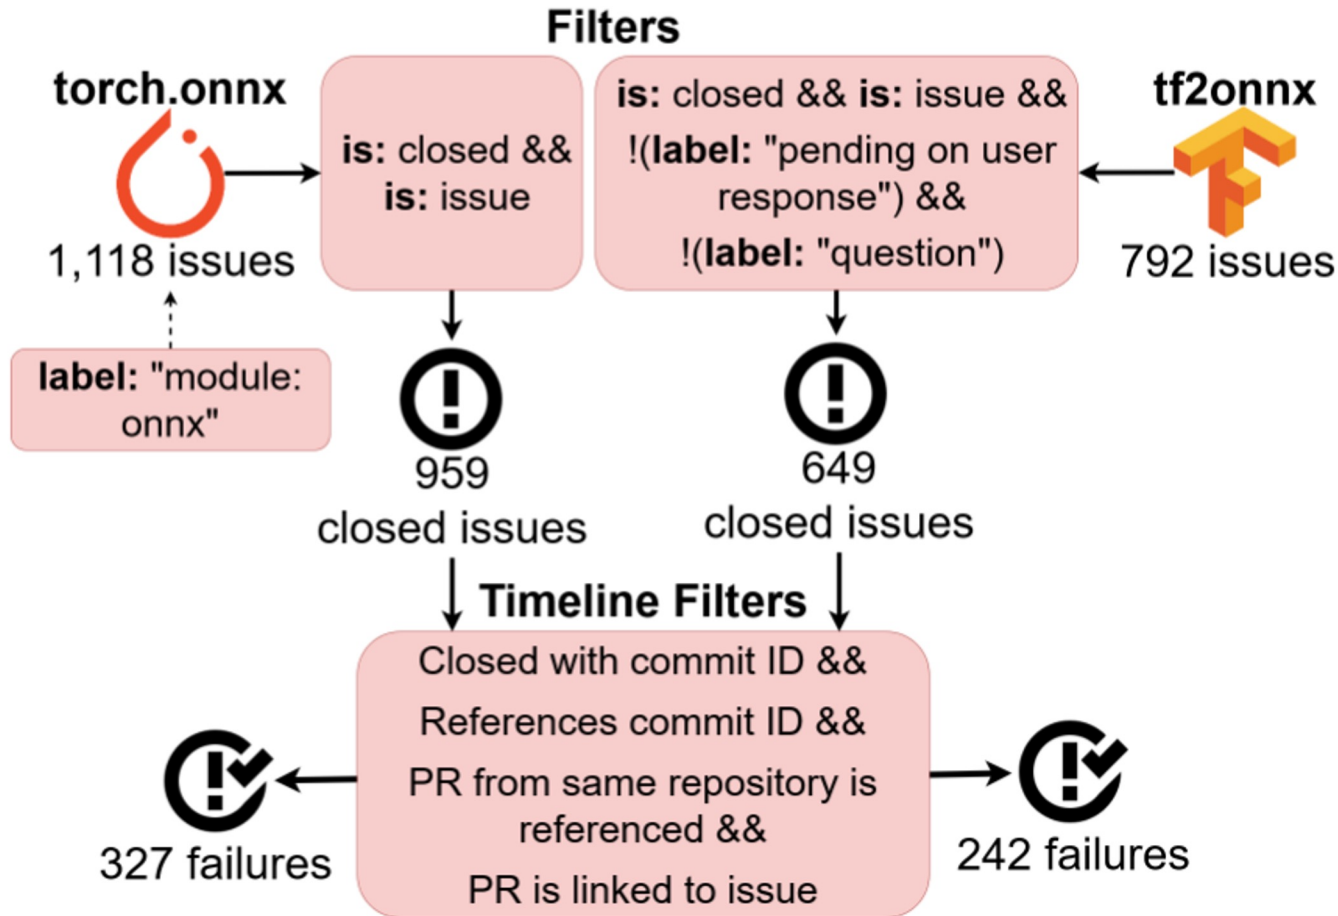 Filters
torch.onnx
1,118 issues
label: "module:
onnx"
is: closed &&
is: issue
is: closed && is: issue &&
!(label: "pending on user
response") &&
!(label: "question")
tf2onnx
792 issues
959
closed issues
649
closed issues
Timeline Filters
Closed with commit ID &&
References commit ID &&
PR from same repository is
referenced &&
PR is linked to issue
327 failures
242 failures